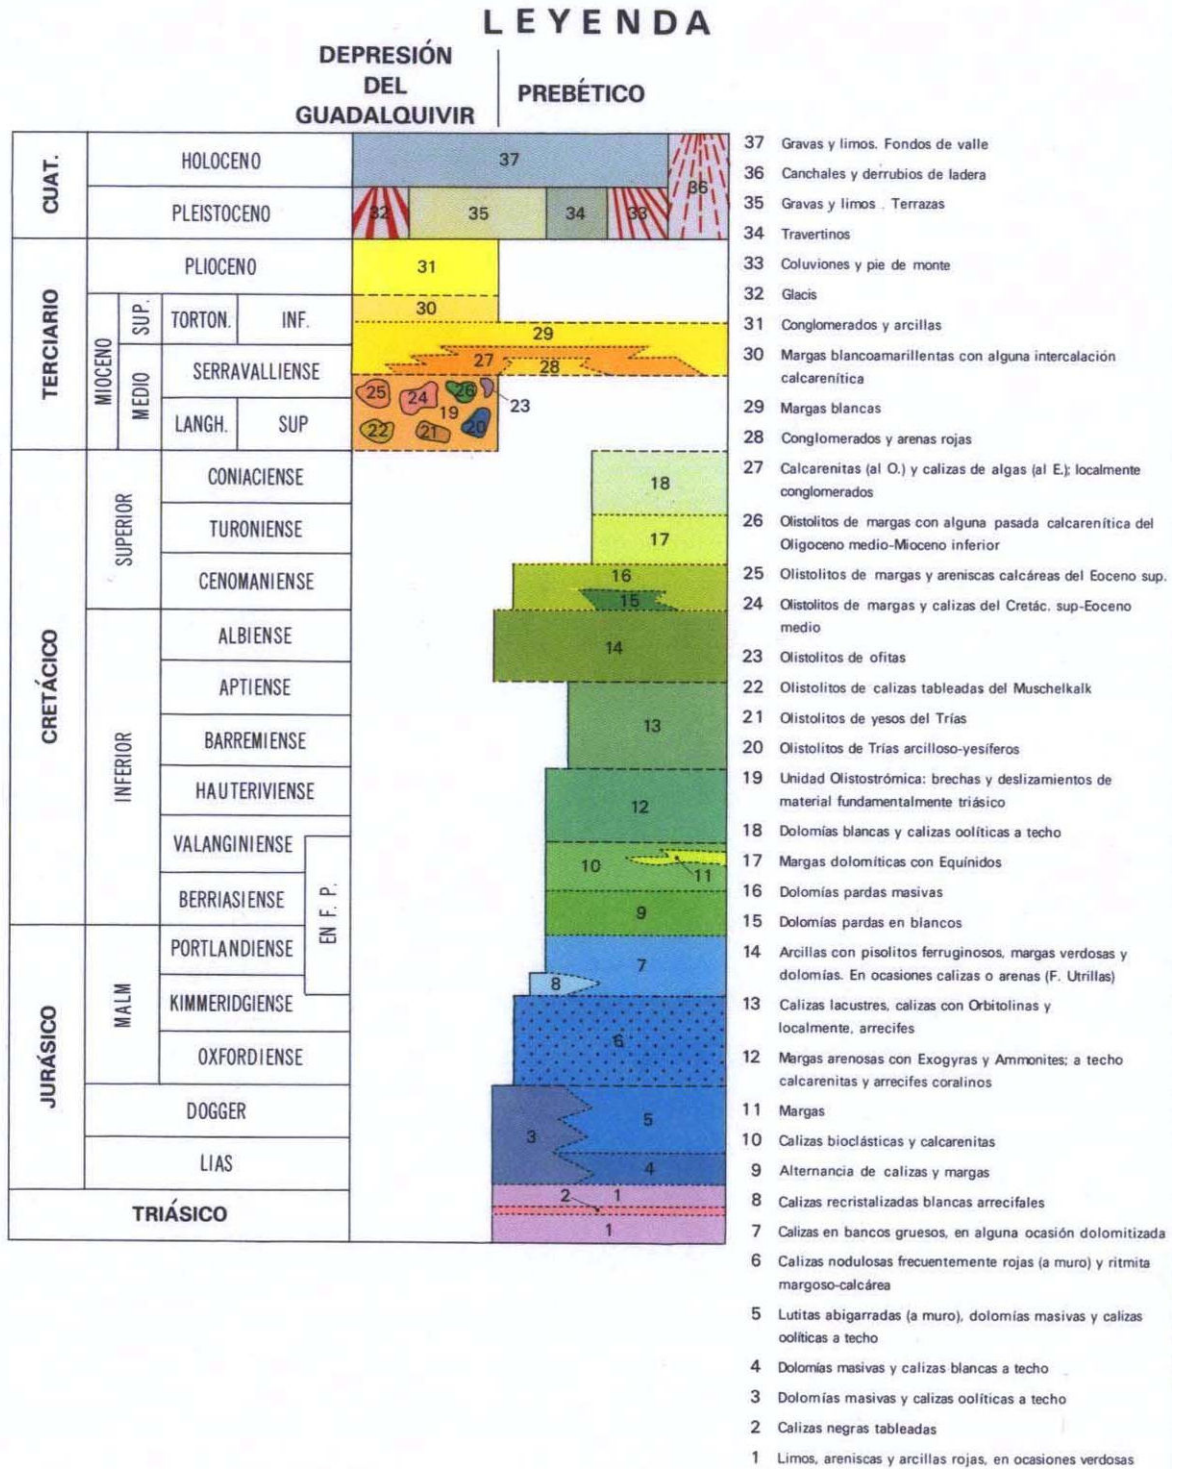 LEYENDA
DEPRESIÓN
DEL
GUADALQUIVIR
PREBÉTICO
CUAT.
HOLOCENO
PLEISTOCENO
TERCIARIO
PLIOCENO
MIOCENO
SUP.
TORTON.
INF.
MEDIO
SERRAVALLIENSE
LANGH.
SUP
CRETÁCICO
SUPERIOR
CONIACIENSE
TURONIENSE
CENOMANIENSE
INFERIOR
ALBIENSE
APTIENSE
BARREMIENSE
HAUTERIVIENSE
VALANGINIENSE
BERRIASIENSE
EN F. P.
JURÁSICO
MALM
PORTLANDIENSE
KIMMERIDGIENSE
OXFORDIENSE
DOGGER
LIAS
TRIÁSICO
37
36
32
35
34
33
31
30
29
27
28
25
24
26
23
19
22
21
20
18
17
16
15
14
13
12
10
11
9
7
8
6
5
3
4
2
1
1
37 Gravas y limos. Fondos de valle
36 Canchales y derrubios de ladera
35 Gravas y limos . Terrazas
34 Travertinos
33 Coluviones y pie de monte
32 Glacis
31 Conglomerados y arcillas
30 Margas blancoamarillentas con alguna intercalación
calcarenítica
29 Margas blancas
28 Conglomerados y arenas rojas
27 Calcarenitas (al O.) y calizas de algas (al E.); localmente
conglomerados
26 Olistolitos de margas con alguna pasada calcarenítica del
Oligoceno medio-Mioceno inferior
25 Olistolitos de margas y areniscas calcáreas del Eoceno sup.
24 Olistolitos de margas y calizas del Cretác. sup-Eoceno
medio
23 Olistolitos de ofitas
22 Olistolitos de calizas tableadas del Muschelkalk
21 Olistolitos de yesos del Trías
20 Olistolitos de Trías arcilloso-yesíferos
19 Unidad Olistostrómica: brechas y deslizamientos de
material fundamentalmente triásico
18 Dolomías blancas y calizas oolíticas a techo
17 Margas dolomíticas con Equínidos
16 Dolomías pardas masivas
15 Dolomías pardas en blancos
14 Arcillas con pisolitos ferruginosos, margas verdosas y
dolomías. En ocasiones calizas o arenas (F. Utrillas)
13 Calizas lacustres, calizas con Orbitolinas y
localmente, arrecifes
12 Margas arenosas con Exogyras y Ammonites; a techo
calcarenitas y arrecifes coralinos
11 Margas
10 Calizas bioclásticas y calcarenitas
9 Alternancia de calizas y margas
8 Calizas recristalizadas blancas arrecifales
7 Calizas en bancos gruesos, en alguna ocasión dolomitizada
6 Calizas nodulosas frecuentemente rojas (a muro) y ritmita
margoso-calcárea
5 Lutitas abigarradas (a muro), dolomías masivas y calizas
oolíticas a techo
4 Dolomías masivas y calizas blancas a techo
3 Dolomías masivas y calizas oolíticas a techo
2 Calizas negras tableadas
1 Limos, areniscas y arcillas rojas, en ocasiones verdosas